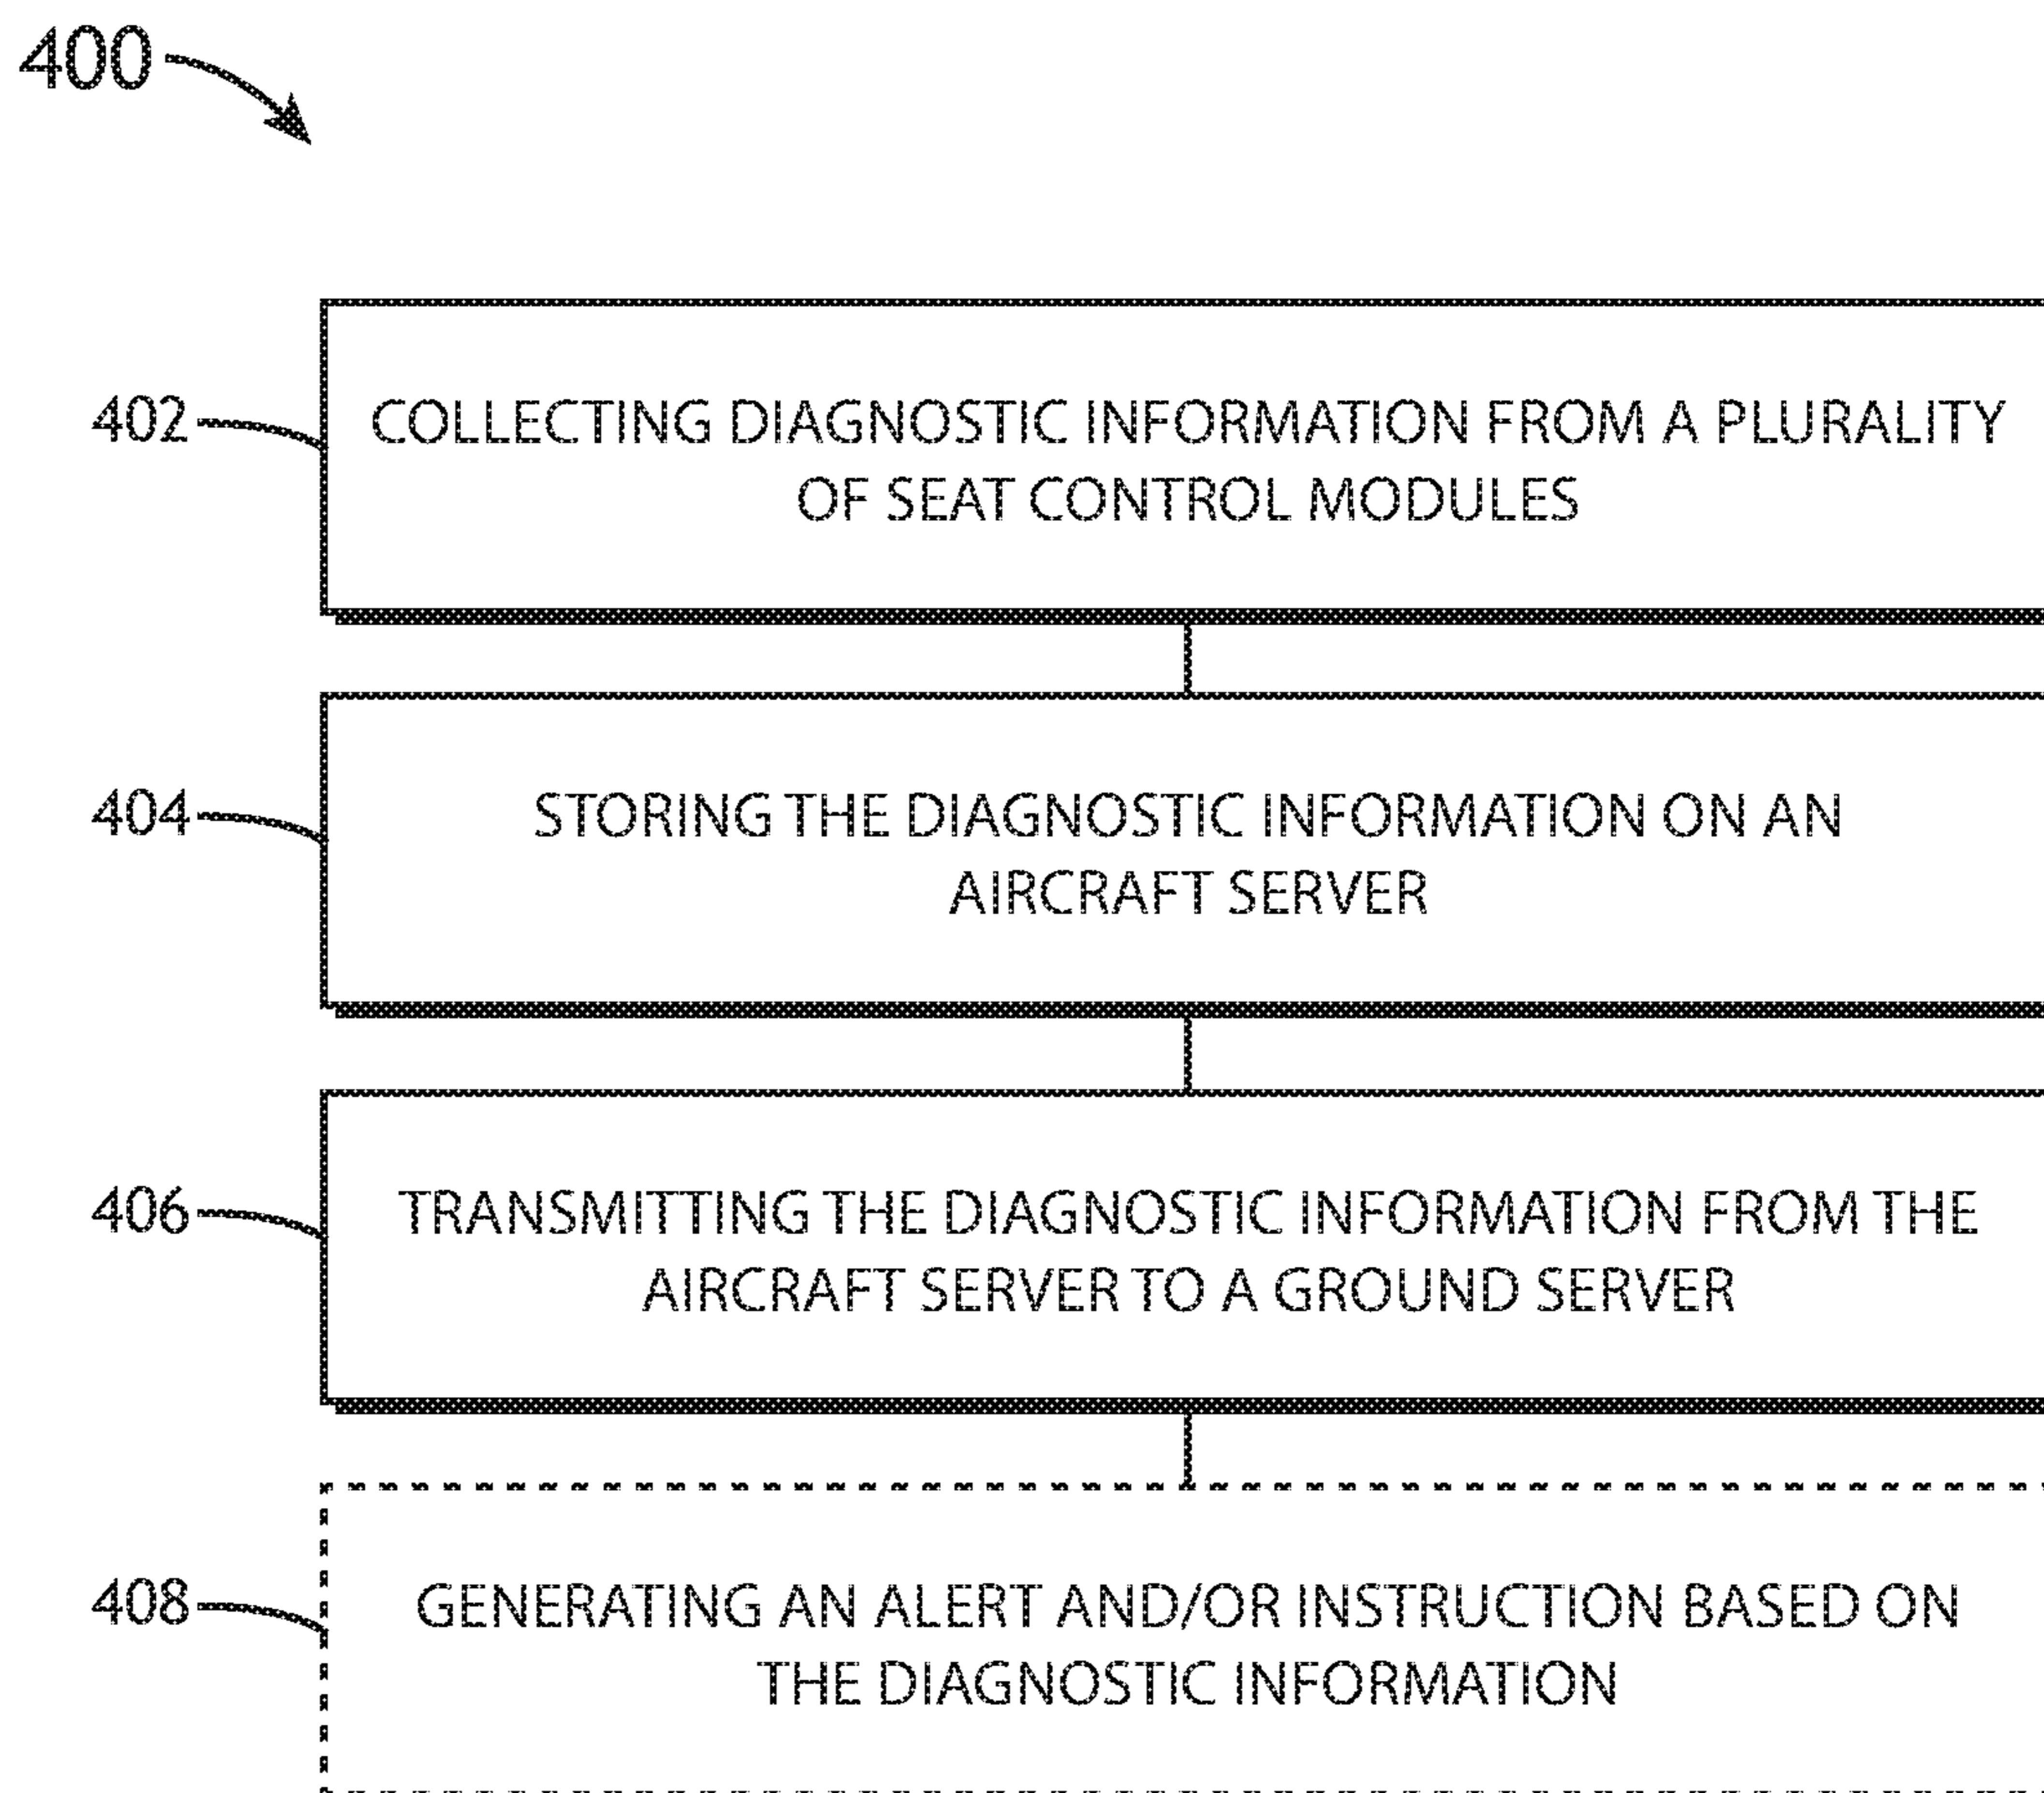 400
402
COLLECTING DIAGNOSTIC INFORMATION FROM A PLURALITY
OF SEAT CONTROL MODULES
404
STORING THE DIAGNOSTIC INFORMATION ON AN
AIRCRAFT SERVER
406
TRANSMITTING THE DIAGNOSTIC INFORMATION FROM THE
AIRCRAFT SERVER TO A GROUND SERVER
408
GENERATING AN ALERT AND/OR INSTRUCTION BASED ON
THE DIAGNOSTIC INFORMATION